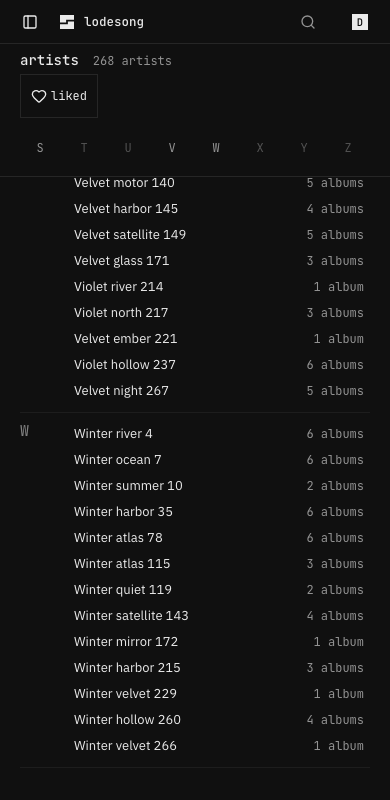 lodesong
D
artists 268 artists
liked
S T U V W X Y Z
Velvet motor 140 5 albums
Velvet harbor 145 4 albums
Velvet satellite 149 5 albums
Velvet glass 171 3 albums
Violet river 214 1 album
Violet north 217 3 albums
Velvet ember 221 1 album
Violet hollow 237 6 albums
Velvet night 267 5 albums
W Winter river 4 6 albums
Winter ocean 7 6 albums
Winter summer 10 2 albums
Winter harbor 35 6 albums
Winter atlas 78 6 albums
Winter atlas 115 3 albums
Winter quiet 119 2 albums
Winter satellite 143 4 albums
Winter mirror 172 1 album
Winter harbor 215 3 albums
Winter velvet 229 1 album
Winter hollow 260 4 albums
Winter velvet 266 1 album